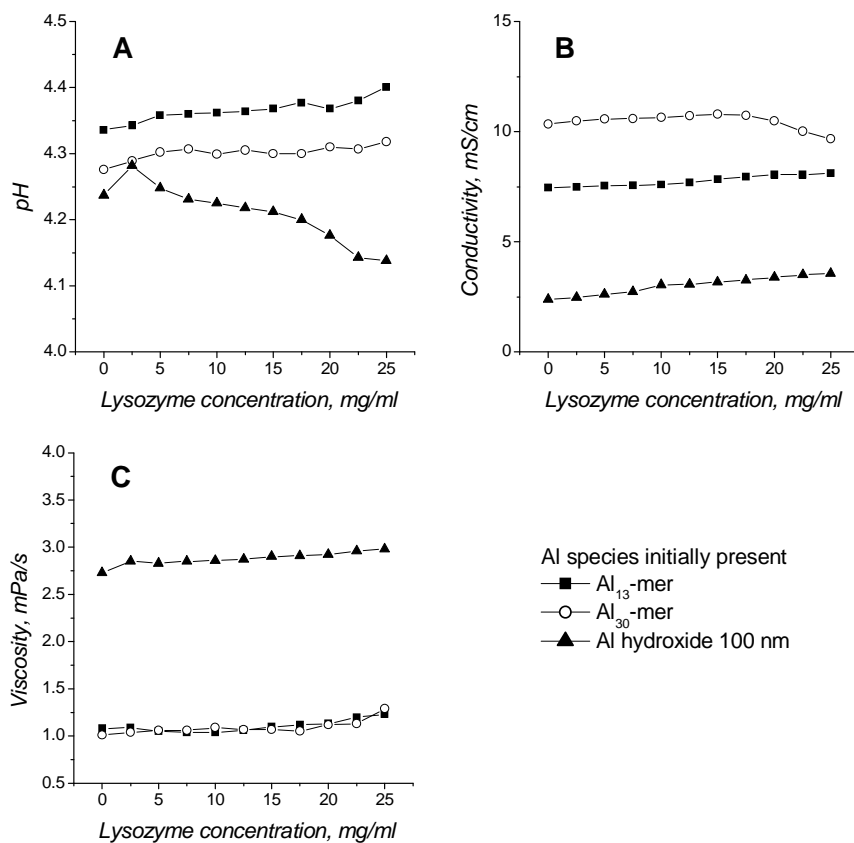 A
4.5
4.4
4.3
4.2
4.1
4.0
pH
0 5 10 15 20 25
Lysozyme concentration, mg/ml
B
15
10
5
0
Conductivity, mS/cm
0 5 10 15 20 25
Lysozyme concentration, mg/ml
C
4.0
3.5
3.0
2.5
2.0
1.5
1.0
0.5
Viscosity, mPa/s
0 5 10 15 20 25
Lysozyme concentration, mg/ml
Al species initially present
Al₁₃-mer
Al₃₀-mer
Al hydroxide 100 nm